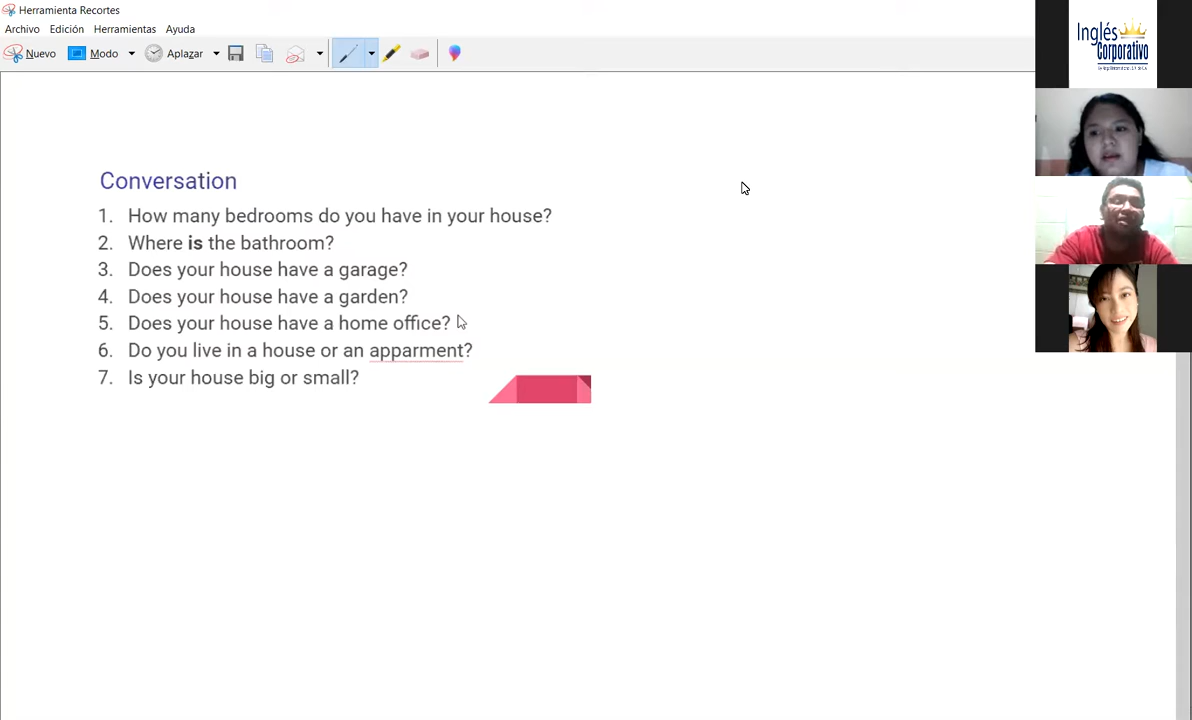 Herramienta Recortes
Archivo Edición Herramientas Ayuda
Nuevo Modo Aplazar
Conversation
1. How many bedrooms do you have in your house?
2. Where is the bathroom?
3. Does your house have a garage?
4. Does your house have a garden?
5. Does your house have a home office?
6. Do you live in a house or an apparment?
7. Is your house big or small?
Inglés
Corporativo